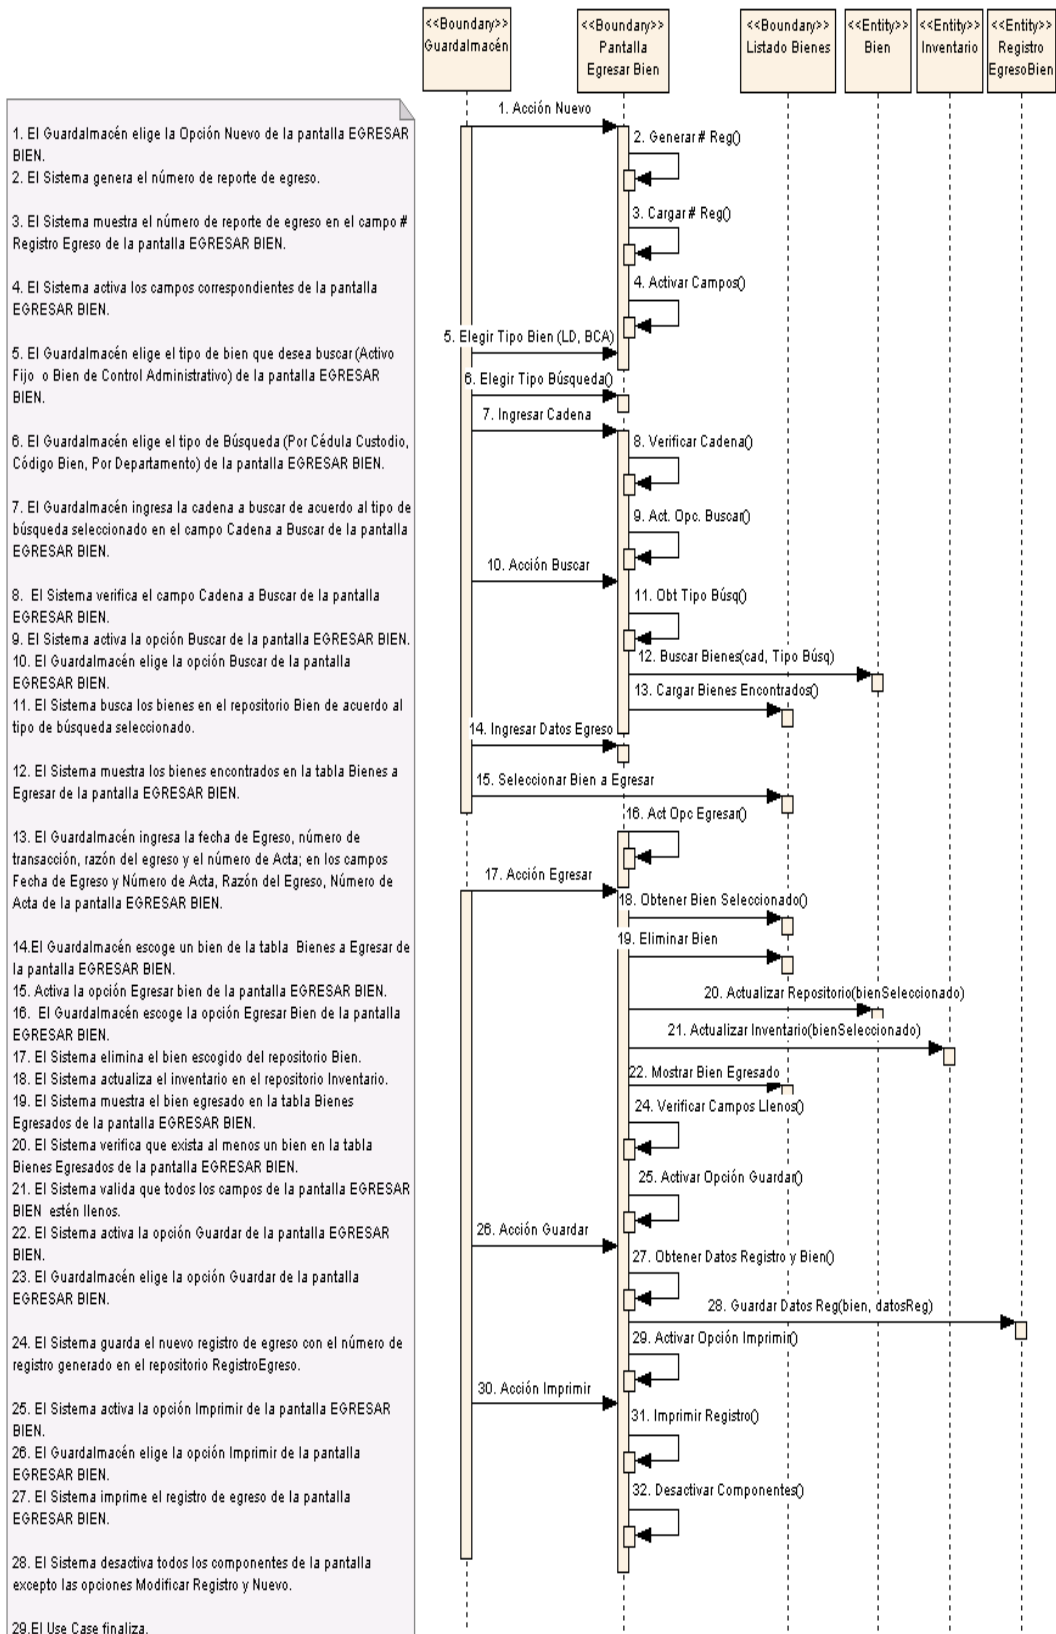 <<Boundary>>
Guardalmacén
<<Boundary>>
Pantalla
Egresar Bien
<<Boundary>>
Listado Bienes
<<Entity>>
Bien
<<Entity>>
Inventario
<<Entity>>
Registro
EgresoBien
1. El Guardalmacén elige la Opción Nuevo de la pantalla EGRESAR
BIEN.
2. El Sistema genera el número de reporte de egreso.
3. El Sistema muestra el número de reporte de egreso en el campo #
Registro Egreso de la pantalla EGRESAR BIEN.
4. El Sistema activa los campos correspondientes de la pantalla
EGRESAR BIEN.
5. El Guardalmacén elige el tipo de bien que desea buscar (Activo
Fijo o Bien de Control Administrativo) de la pantalla EGRESAR
BIEN.
6. El Guardalmacén elige el tipo de Búsqueda (Por Cédula Custodio,
Código Bien, Por Departamento) de la pantalla EGRESAR BIEN.
7. El Guardalmacén ingresa la cadena a buscar de acuerdo al tipo de
búsqueda seleccionado en el campo Cadena a Buscar de la pantalla
EGRESAR BIEN.
8. El Sistema verifica el campo Cadena a Buscar de la pantalla
EGRESAR BIEN.
9. El Sistema activa la opción Buscar de la pantalla EGRESAR BIEN.
10. El Guardalmacén elige la opción Buscar de la pantalla
EGRESAR BIEN.
11. El Sistema busca los bienes en el repositorio Bien de acuerdo al
tipo de búsqueda seleccionado.
12. El Sistema muestra los bienes encontrados en la tabla Bienes a
Egresar de la pantalla EGRESAR BIEN.
13. El Guardalmacén ingresa la fecha de Egreso, número de
transacción, razón del egreso y el número de Acta; en los campos
Fecha de Egreso y Número de Acta, Razón del Egreso, Número de
Acta de la pantalla EGRESAR BIEN.
14.El Guardalmacén escoge un bien de la tabla Bienes a Egresar de
la pantalla EGRESAR BIEN.
15. Activa la opción Egresar bien de la pantalla EGRESAR BIEN.
16. El Guardalmacén escoge la opción Egresar Bien de la pantalla
EGRESAR BIEN.
17. El Sistema elimina el bien escogido del repositorio Bien.
18. El Sistema actualiza el inventario en el repositorio Inventario.
19. El Sistema muestra el bien egresado en la tabla Bienes
Egresados de la pantalla EGRESAR BIEN.
20. El Sistema verifica que exista al menos un bien en la tabla
Bienes Egresados de la pantalla EGRESAR BIEN.
21. El Sistema valida que todos los campos de la pantalla EGRESAR
BIEN estén llenos.
22. El Sistema activa la opción Guardar de la pantalla EGRESAR
BIEN.
23. El Guardalmacén elige la opción Guardar de la pantalla
EGRESAR BIEN.
24. El Sistema guarda el nuevo registro de egreso con el número de
registro generado en el repositorio RegistroEgreso.
25. El Sistema activa la opción Imprimir de la pantalla EGRESAR
BIEN.
26. El Guardalmacén elige la opción Imprimir de la pantalla
EGRESAR BIEN.
27. El Sistema imprime el registro de egreso de la pantalla
EGRESAR BIEN.
28. El Sistema desactiva todos los componentes de la pantalla
excepto las opciones Modificar Registro y Nuevo.
29.El Use Case finaliza.
1. Acción Nuevo
2. Generar # Reg()
3. Cargar # Reg()
4. Activar Campos()
5. Elegir Tipo Bien (LD, BCA)
6. Elegir Tipo Búsqueda()
7. Ingresar Cadena
8. Verificar Cadena()
9. Act. Opc. Buscar()
10. Acción Buscar
11. Obt Tipo Búsq()
12. Buscar Bienes(cad, Tipo Búsq)
13. Cargar Bienes Encontrados()
14. Ingresar Datos Egreso
15. Seleccionar Bien a Egresar
16. Act Opc Egresar()
17. Acción Egresar
18. Obtener Bien Seleccionado()
19. Eliminar Bien
20. Actualizar Repositorio(bienSeleccionado)
21. Actualizar Inventario(bienSeleccionado)
22. Mostrar Bien Egresado
24. Verificar Campos Llenos()
25. Activar Opción Guardar()
26. Acción Guardar
27. Obtener Datos Registro y Bien()
28. Guardar Datos Reg(bien, datosReg)
29. Activar Opción Imprimir()
30. Acción Imprimir
31. Imprimir Registro()
32. Desactivar Componentes()